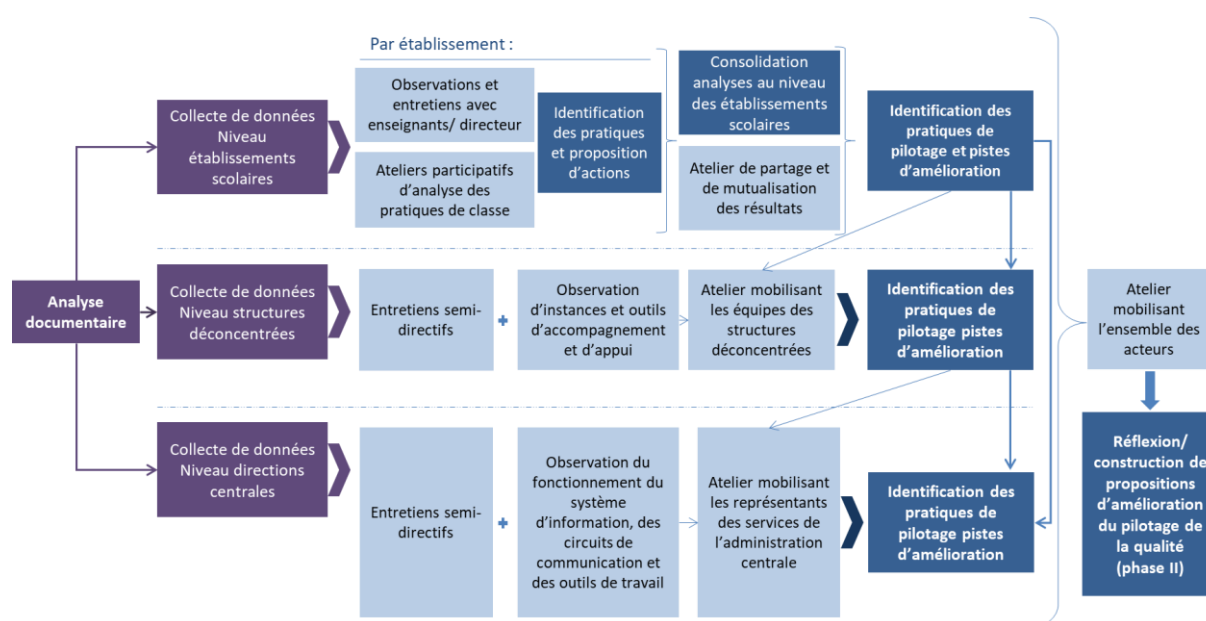 Par établissement :
Analyse
documentaire
Collecte de données
Niveau
établissements
scolaires
Observations et
entretiens avec
enseignants/ directeur
Ateliers participatifs
d’analyse des
pratiques de classe
Identification
des pratiques
et proposition
d’actions
Consolidation
analyses au niveau
des établissements
scolaires
Atelier de partage et
de mutualisation
des résultats
Identification des
pratiques de
pilotage et pistes
d’amélioration
Collecte de données
Niveau structures
déconcentrées
Entretiens semi-
directifs
+
Observation
d’instances et outils
d’accompagnement
et d’appui
Atelier mobilisant
les équipes des
structures
déconcentrées
Identification des
pratiques de
pilotage pistes
d’amélioration
Collecte de données
Niveau directions
centrales
Entretiens semi-
directifs
+
Observation du
fonctionnement du
système
d’information, des
circuits de
communication et
des outils de travail
Atelier mobilisant
les représentants
des services de
l’administration
centrale
Identification des
pratiques de
pilotage pistes
d’amélioration
Atelier
mobilisant
l’ensemble des
acteurs
Réflexion/
construction de
propositions
d’amélioration
du pilotage de
la qualité
(phase II)